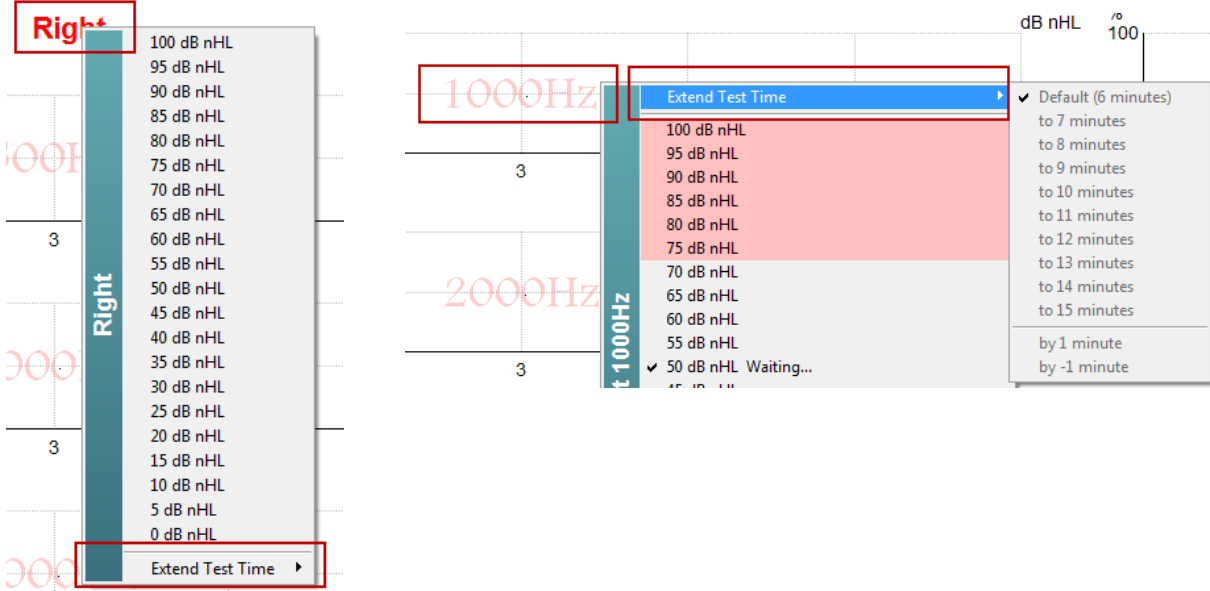 Right
100 dB nHL
95 dB nHL
90 dB nHL
85 dB nHL
80 dB nHL
75 dB nHL
70 dB nHL
65 dB nHL
60 dB nHL
55 dB nHL
50 dB nHL
45 dB nHL
40 dB nHL
35 dB nHL
30 dB nHL
25 dB nHL
20 dB nHL
15 dB nHL
10 dB nHL
5 dB nHL
0 dB nHL
Extend Test Time
Right
3
3
dB nHL
%
100
1000Hz
3
2000Hz
3
t 1000Hz
Extend Test Time
100 dB nHL
95 dB nHL
90 dB nHL
85 dB nHL
80 dB nHL
75 dB nHL
70 dB nHL
65 dB nHL
60 dB nHL
55 dB nHL
50 dB nHL Waiting...
Default (6 minutes)
to 7 minutes
to 8 minutes
to 9 minutes
to 10 minutes
to 11 minutes
to 12 minutes
to 13 minutes
to 14 minutes
to 15 minutes
by 1 minute
by -1 minute